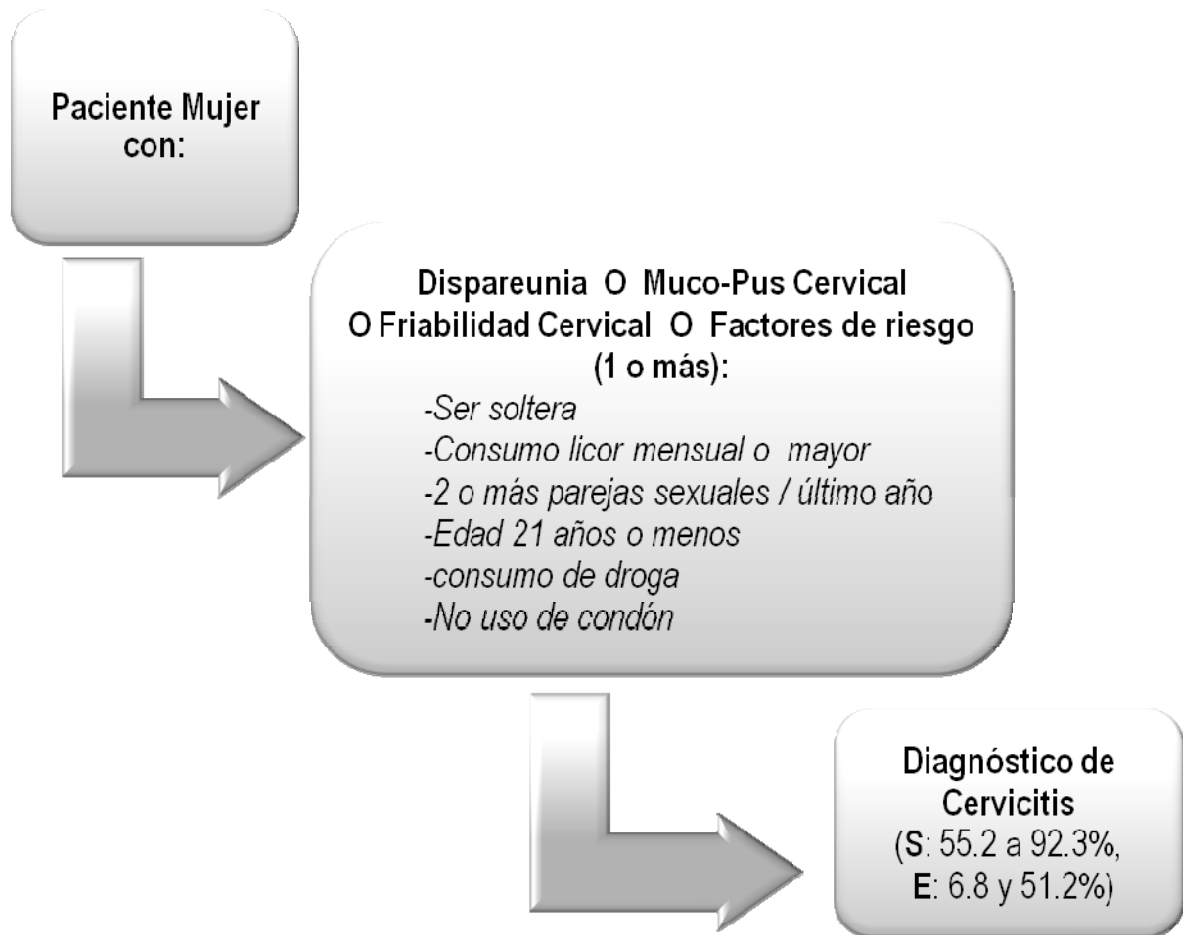 Paciente Mujer
con:
Dispareunia O Muco-Pus Cervical
O Friabilidad Cervical O Factores de riesgo
(1 o más):
-Ser soltera
-Consumo licor mensual o mayor
-2 o más parejas sexuales / último año
-Edad 21 años o menos
-consumo de droga
-No uso de condón
Diagnóstico de
Cervicitis
(S: 55.2 a 92.3%,
E: 6.8 y 51.2%)